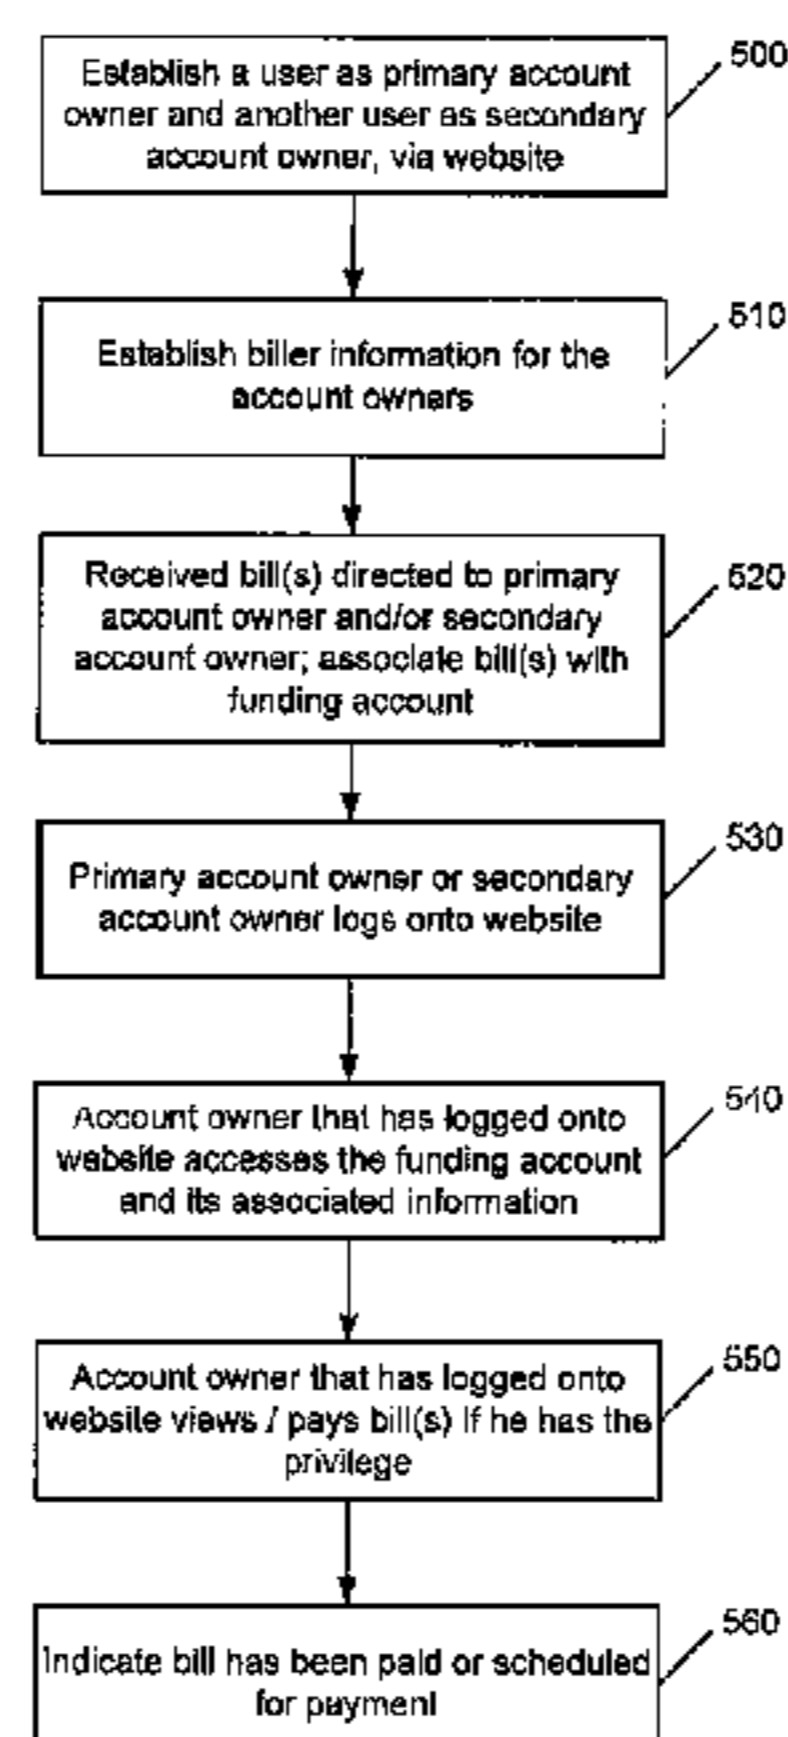 Establish a user as primary account
owner and another user as secondary
account owner, via website
500
Establish biller information for the
account owners
510
Received bill(s) directed to primary
account owner and/or secondary
account owner; associate bill(s) with
funding account
520
Primary account owner or secondary
account owner logs onto website
530
Account owner that has logged onto
website accesses the funding account
and its associated information
540
Account owner that has logged onto
website views / pays bill(s) if he has the
privilege
550
Indicate bill has been paid or scheduled
for payment
560